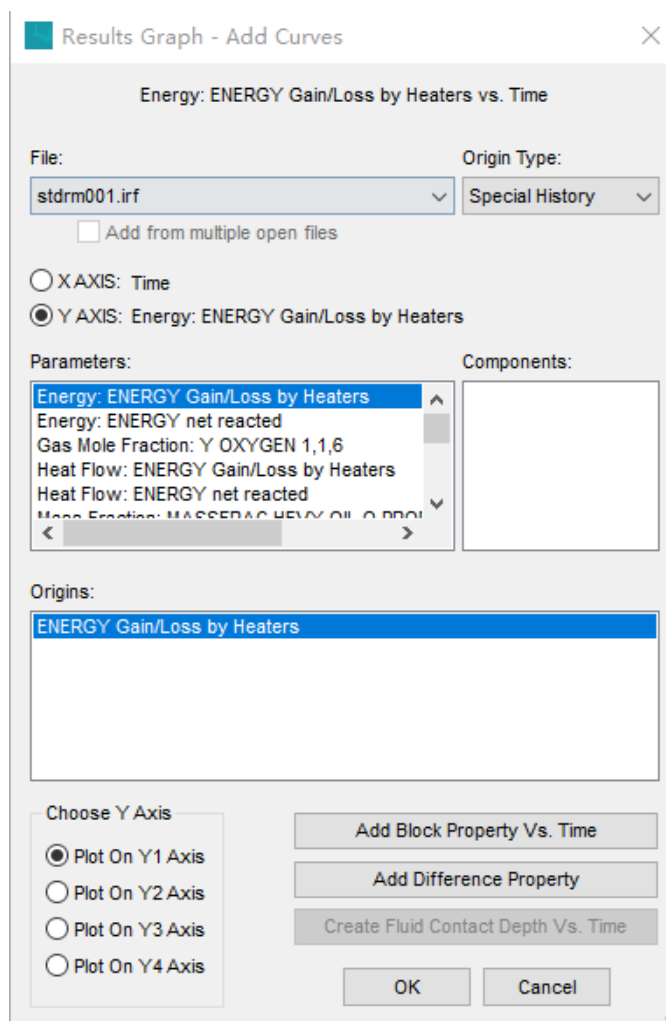 Results Graph - Add Curves
Energy: ENERGY Gain/Loss by Heaters vs. Time
File: Origin Type:
stdrm001.irf Special History
Add from multiple open files
X AXIS: Time
Y AXIS: Energy: ENERGY Gain/Loss by Heaters
Parameters: Components:
Energy: ENERGY Gain/Loss by Heaters
Energy: ENERGY net reacted
Gas Mole Fraction: Y OXYGEN 1,1,6
Heat Flow: ENERGY Gain/Loss by Heaters
Heat Flow: ENERGY net reacted
Origins:
ENERGY Gain/Loss by Heaters
Choose Y Axis
Plot On Y1 Axis
Plot On Y2 Axis
Plot On Y3 Axis
Plot On Y4 Axis
Add Block Property Vs. Time
Add Difference Property
Create Fluid Contact Depth Vs. Time
OK Cancel